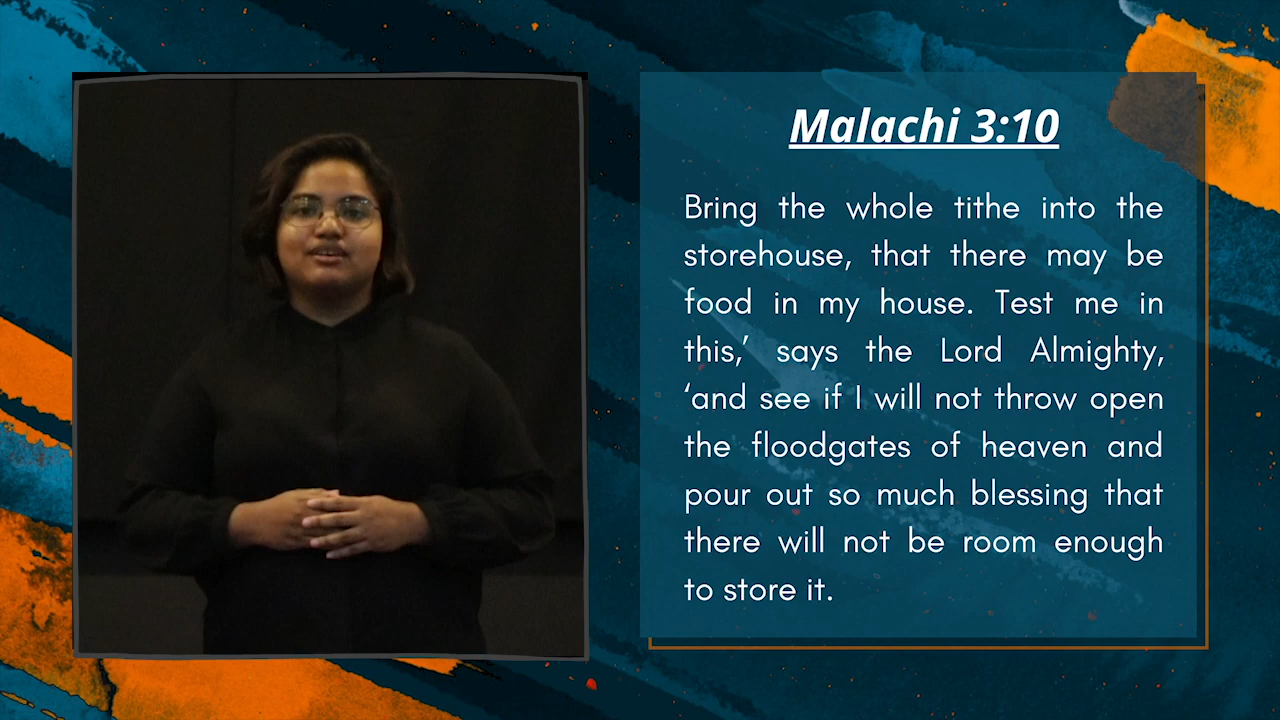 Malachi 3:10
Bring the whole tithe into the
storehouse, that there may be
food in my house. Test me in
this,’ says the Lord Almighty,
‘and see if I will not throw open
the floodgates of heaven and
pour out so much blessing that
there will not be room enough
to store it.